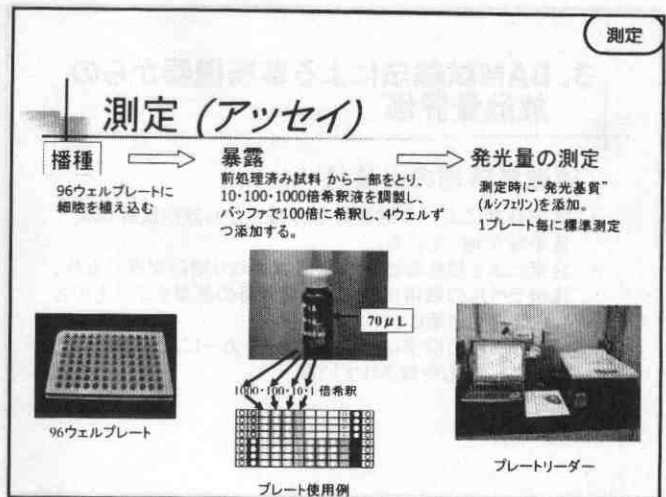 測定
測定 (アッセイ)
播種
暴露
発光量の測定
96ウェルプレートに
細胞を植え込む
前処理済み試料 から一部をとり、
10・100・1000倍希釈液を調製し、
バッファで100倍に希釈し、4ウェルず
つ添加する。
測定時に"発光基質"
(ルシフェリン)を添加。
1プレート毎に標準測定
70μL
1000・100・10・1 倍希釈
96ウェルプレート
プレート使用例
プレートリーダー